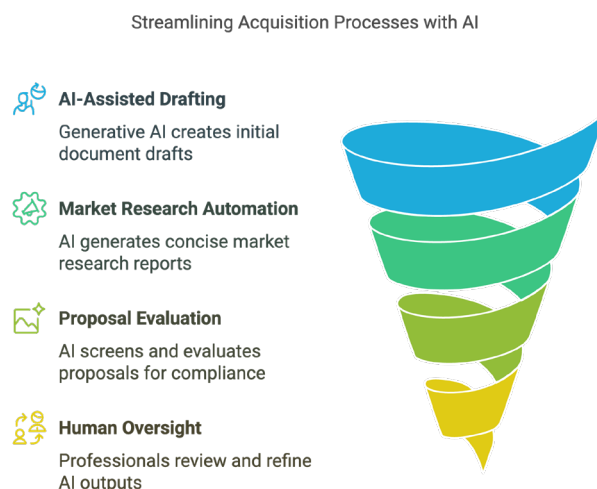 Streamlining Acquisition Processes with AI
AI-Assisted Drafting
Generative AI creates initial
document drafts
Market Research Automation
AI generates concise market
research reports
Proposal Evaluation
AI screens and evaluates
proposals for compliance
Human Oversight
Professionals review and refine
AI outputs